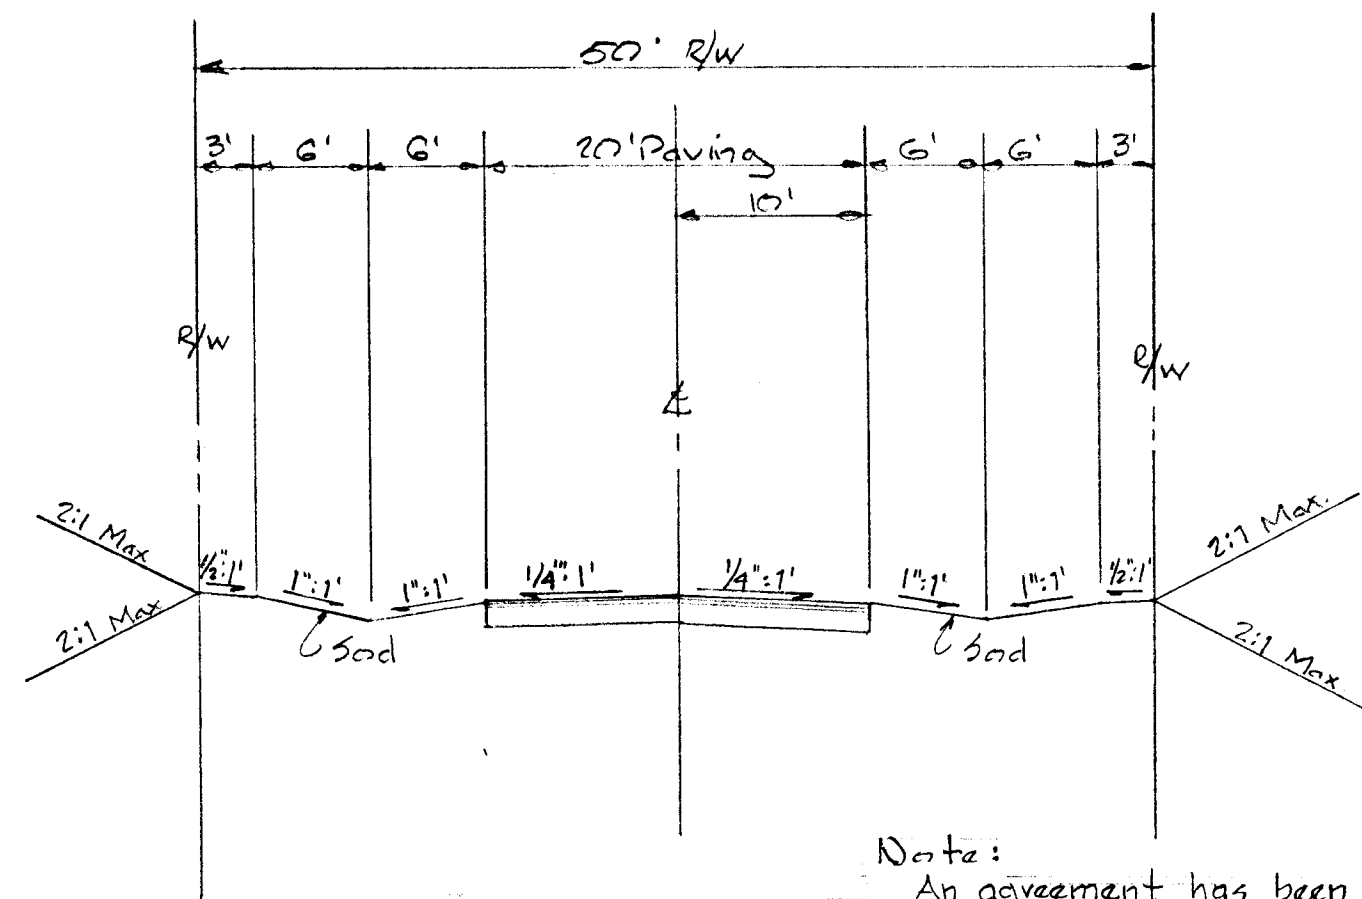 50' R/W
3' 6' 6' 20' Paving 6' 6' 3'
10'
R/W
R/W
℄
2:1 Max
2:1 Max.
1/2":1' 1":1' 1":1' 1/4":1' 1/4":1' 1":1' 1":1' 1/2":1'
2:1 Max
Sod
Sod
2:1 Max
Note:
An agreement has been